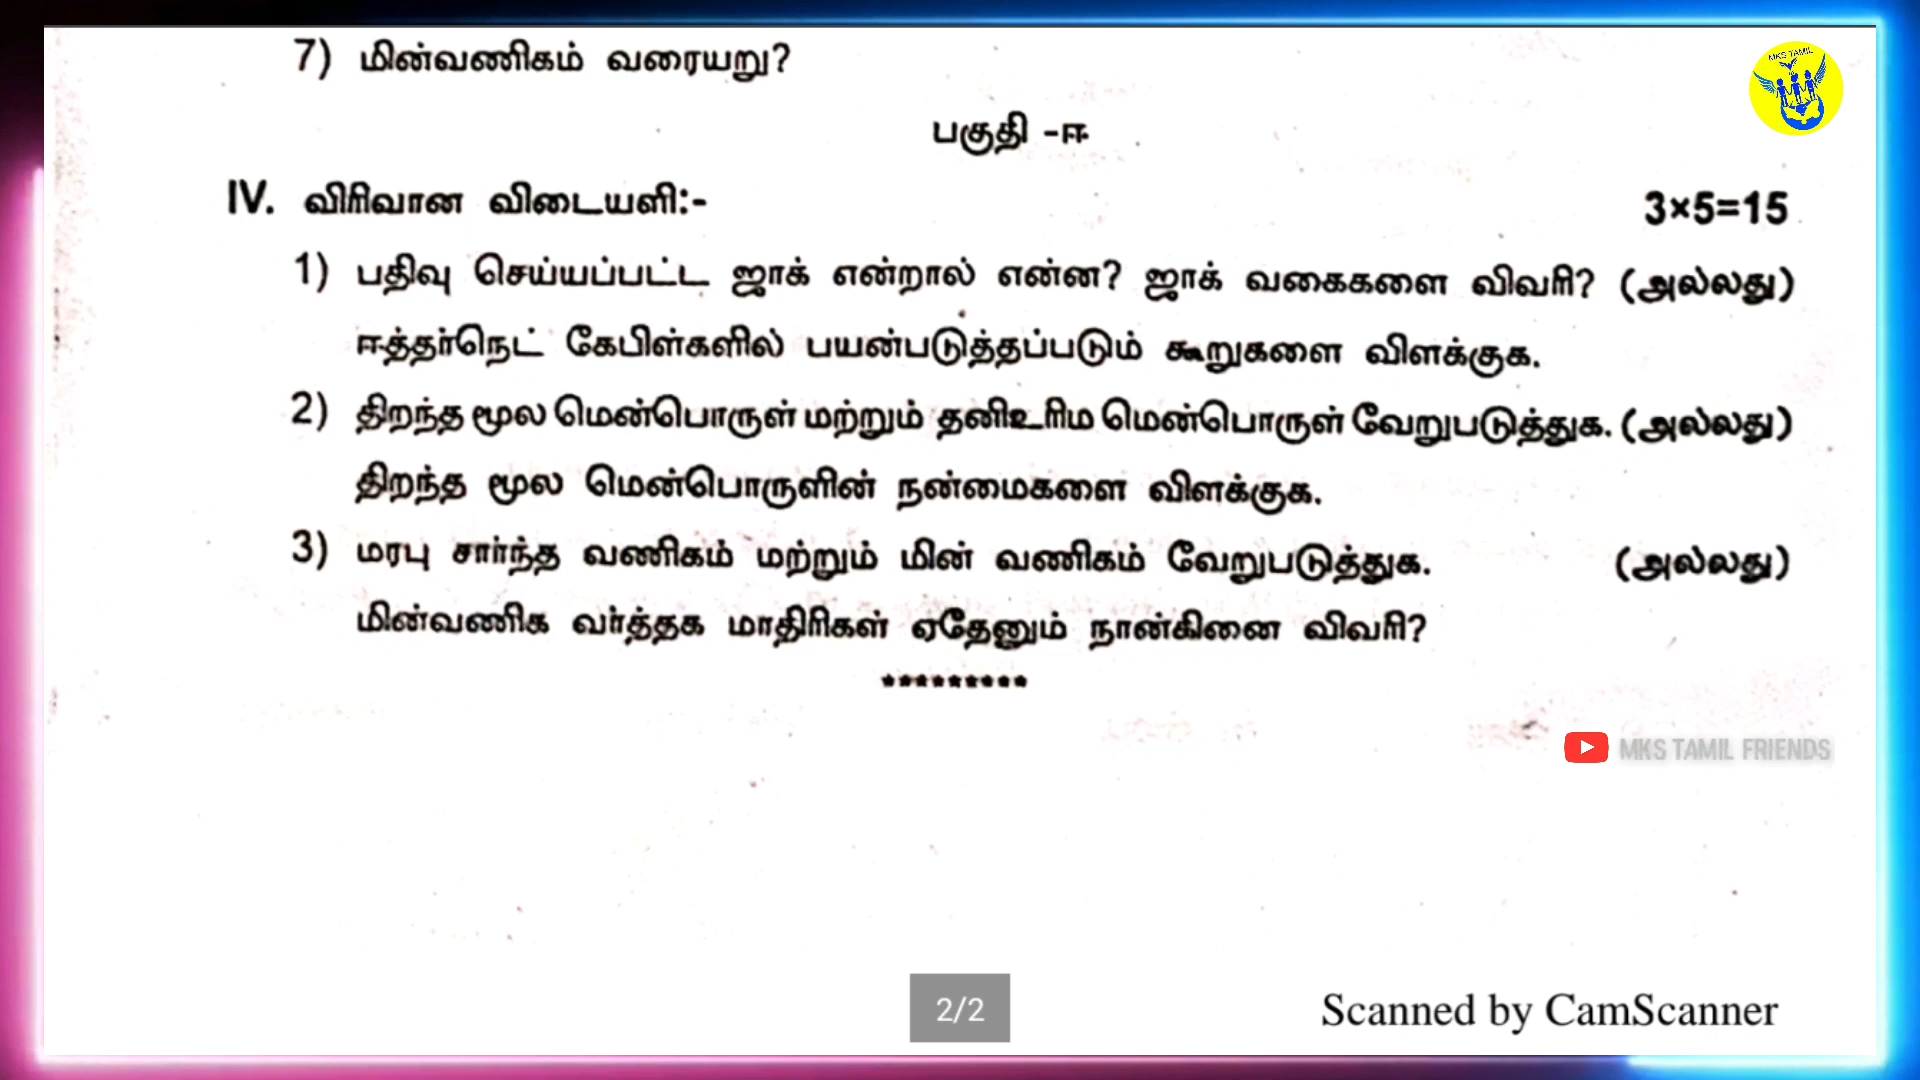 7) மின்வணிகம் வரையறு?
MKS TAMIL
பகுதி -ஈ
IV. விரிவான விடையளி:- 3×5=15
1) பதிவு செய்யப்பட்ட ஜாக் என்றால் என்ன? ஜாக் வகைகளை விவரி? (அல்லது)
ஈத்தர்நெட் கேபிள்களில் பயன்படுத்தப்படும் கூறுகளை விளக்குக.
2) திறந்த மூல மென்பொருள் மற்றும் தனிஉரிம மென்பொருள் வேறுபடுத்துக. (அல்லது)
திறந்த மூல மென்பொருளின் நன்மைகளை விளக்குக.
3) மரபு சார்ந்த வணிகம் மற்றும் மின் வணிகம் வேறுபடுத்துக. (அல்லது)
மின்வணிக வர்த்தக மாதிரிகள் ஏதேனும் நான்கினை விவரி?
*********
MKS TAMIL FRIENDS
2/2
Scanned by CamScanner